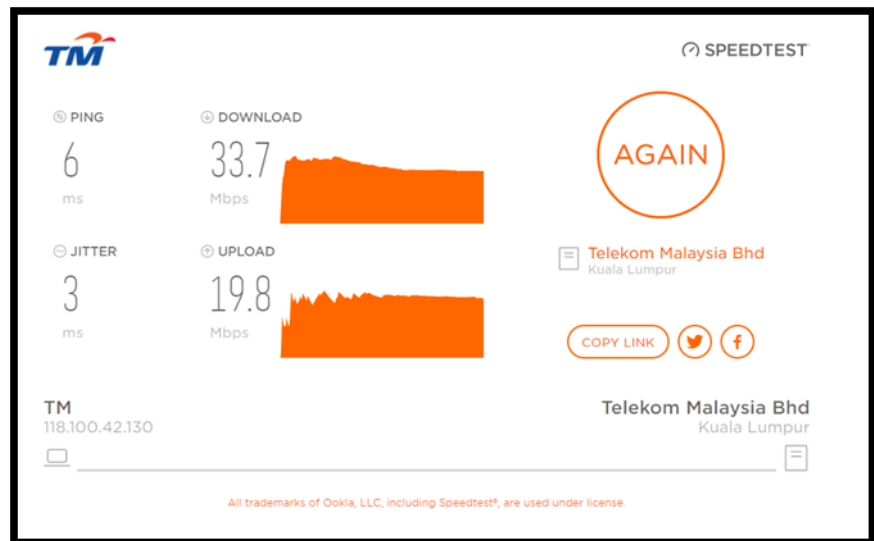 TM
SPEEDTEST
PING
DOWNLOAD
6
33.7
ms
Mbps
AGAIN
JITTER
UPLOAD
3
19.8
ms
Mbps
Telekom Malaysia Bhd
Kuala Lumpur
COPY LINK
TM
118.100.42.130
Telekom Malaysia Bhd
Kuala Lumpur
All trademarks of Ookla, LLC, including Speedtest®, are used under license.